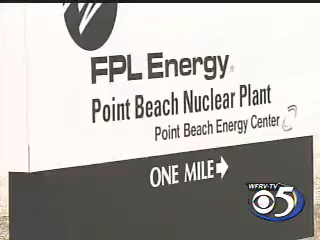 FPL Energy®
Point Beach Nuclear Plant
Point Beach Energy Center
ONE MILE
WFRV-TV
5